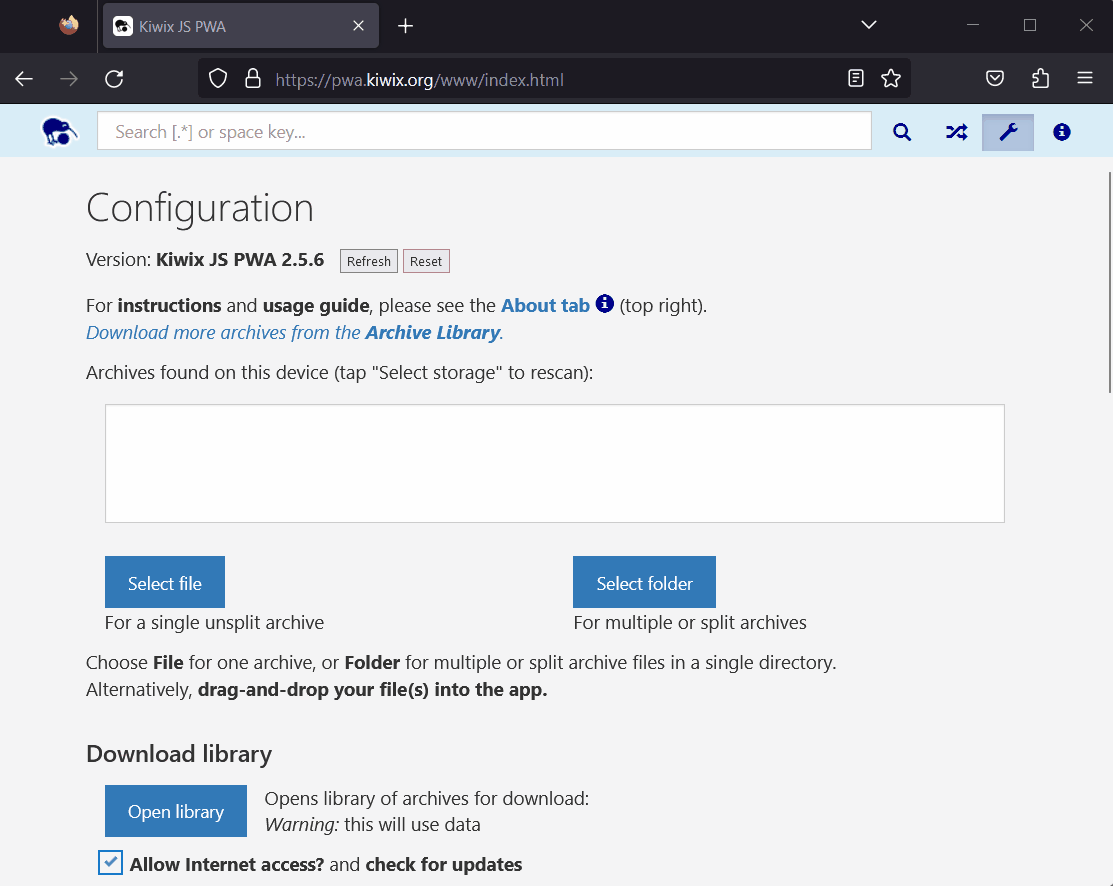 Kiwix JS PWA
https://pwa.kiwix.org/www/index.html
Search [.*] or space key...
Configuration
Version: Kiwix JS PWA 2.5.6 Refresh Reset
For instructions and usage guide, please see the About tab (top right).
Download more archives from the Archive Library.
Archives found on this device (tap "Select storage" to rescan):
Select file
For a single unsplit archive
Select folder
For multiple or split archives
Choose File for one archive, or Folder for multiple or split archive files in a single directory.
Alternatively, drag-and-drop your file(s) into the app.
Download library
Open library
Opens library of archives for download:
Warning: this will use data
Allow Internet access? and check for updates